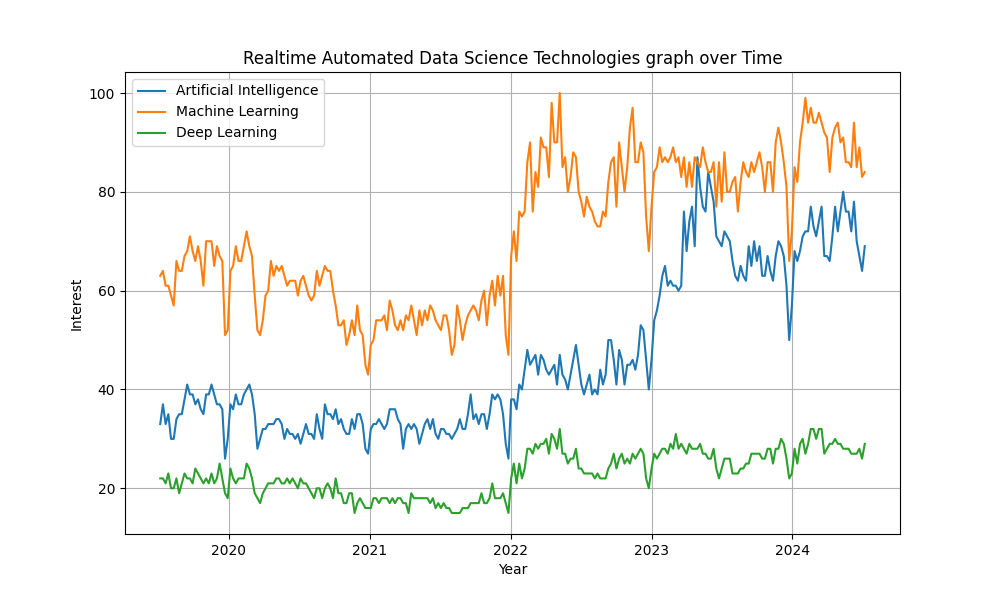 Realtime Automated Data Science Technologies graph over Time
Artificial Intelligence
Machine Learning
Deep Learning
100
80
60
40
20
Interest
2020 2021 2022 2023 2024
Year